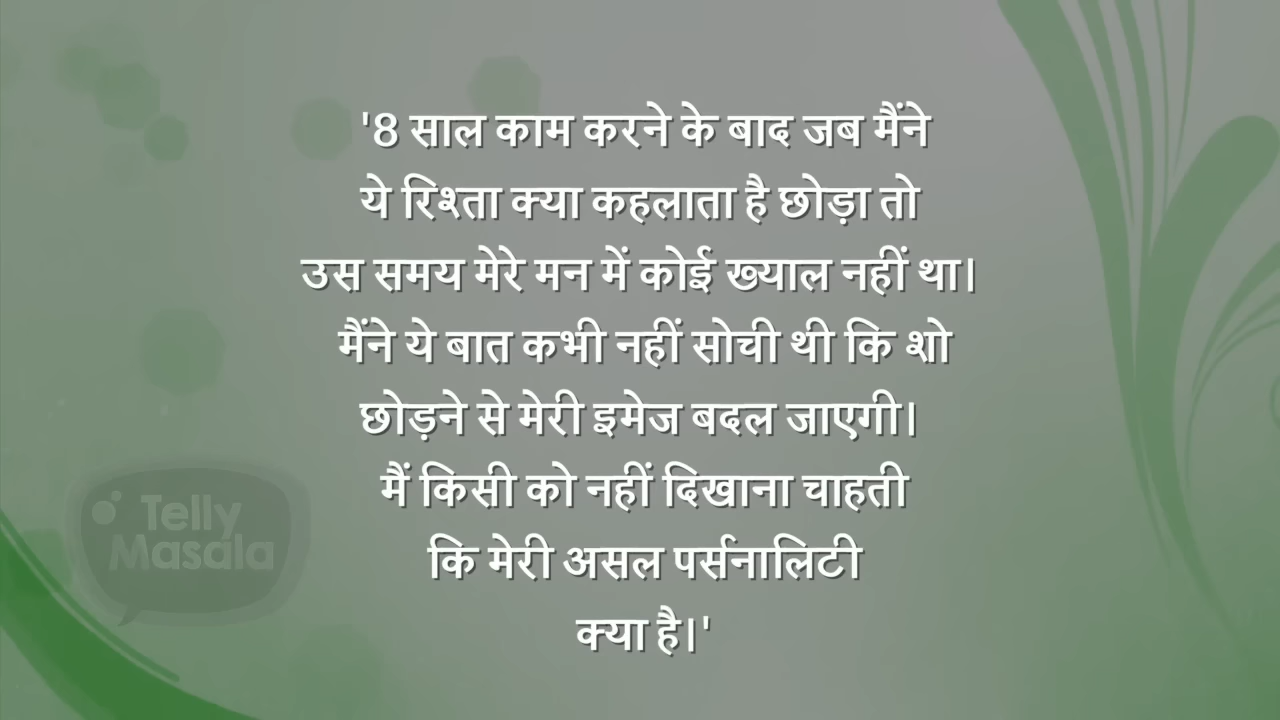 '8 साल काम करने के बाद जब मैंने
ये रिश्ता क्या कहलाता है छोड़ा तो
उस समय मेरे मन में कोई ख्याल नहीं था।
मैंने ये बात कभी नहीं सोची थी कि शो
छोड़ने से मेरी इमेज बदल जाएगी।
मैं किसी को नहीं दिखाना चाहती
कि मेरी असल पर्सनालिटी
क्या है।'
Telly
Masala